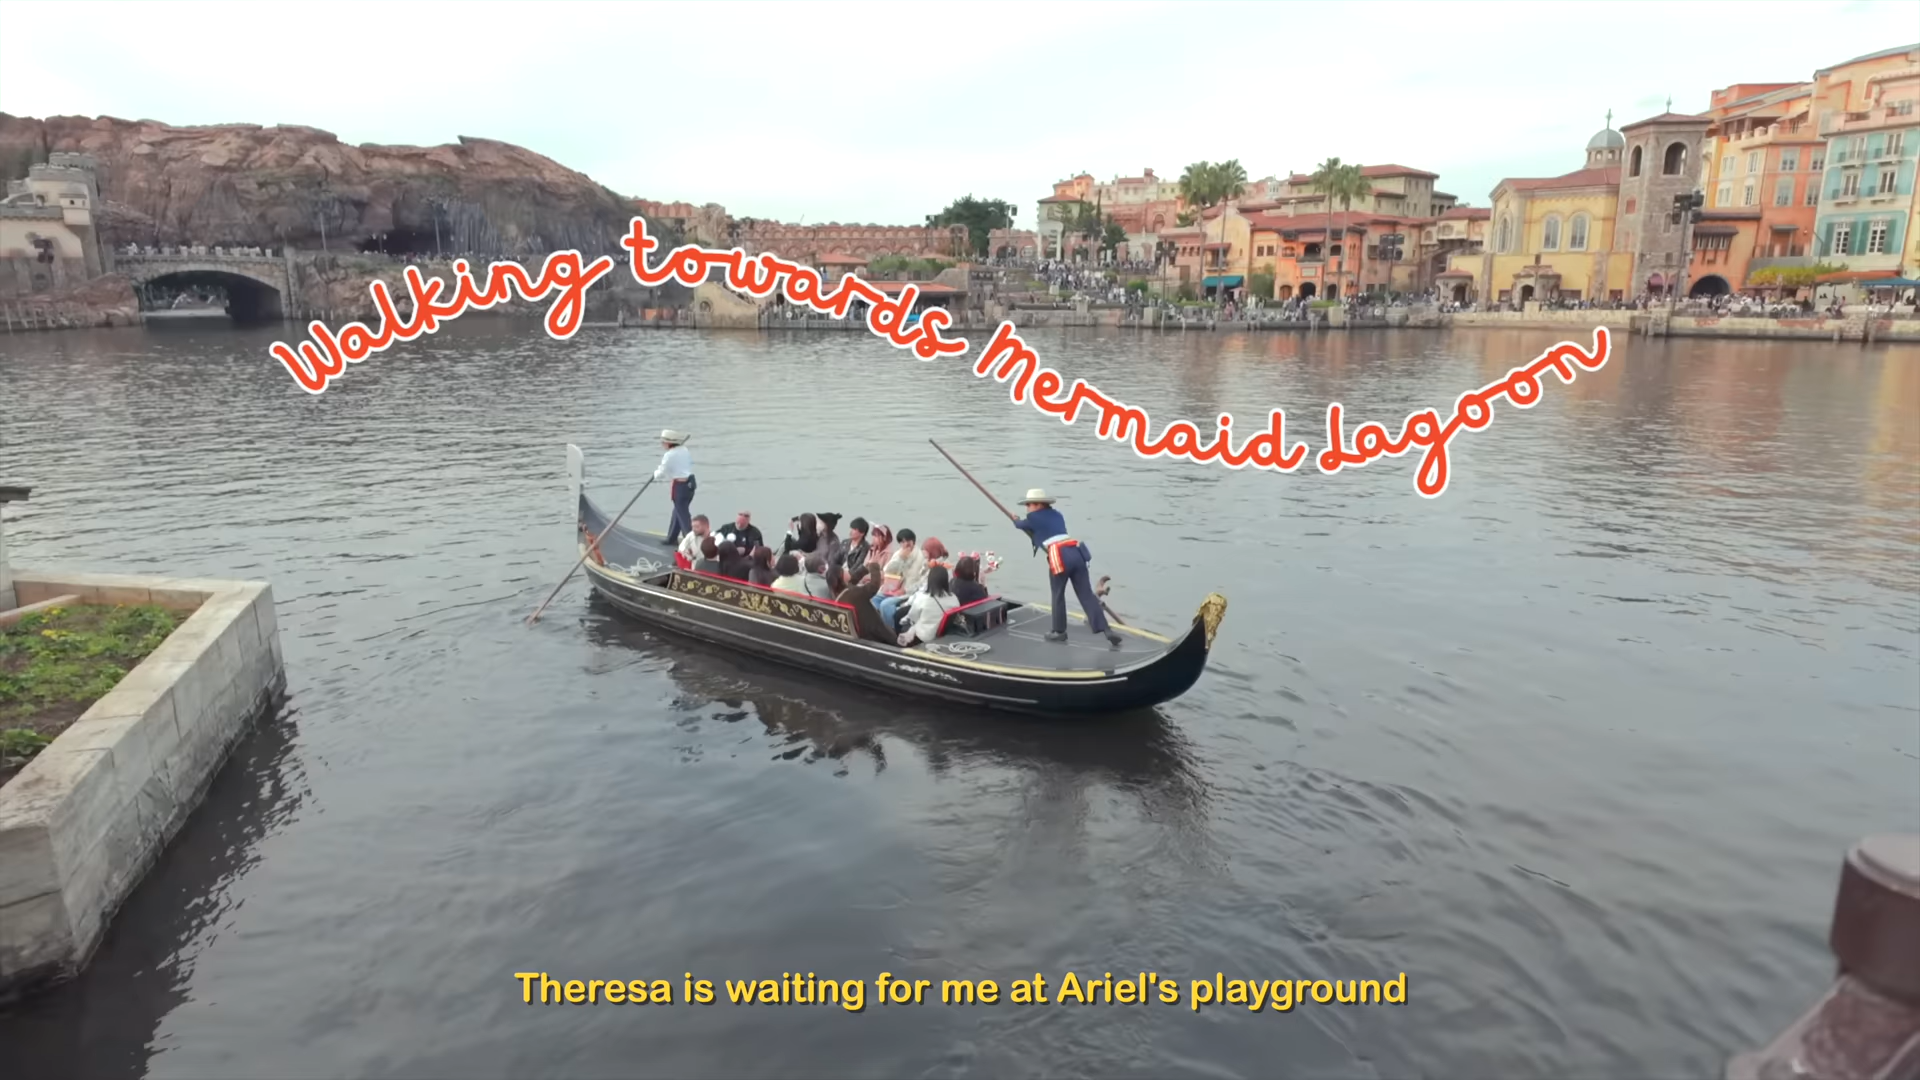 Walking towards Mermaid Lagoon
Theresa is waiting for me at Ariel's playground